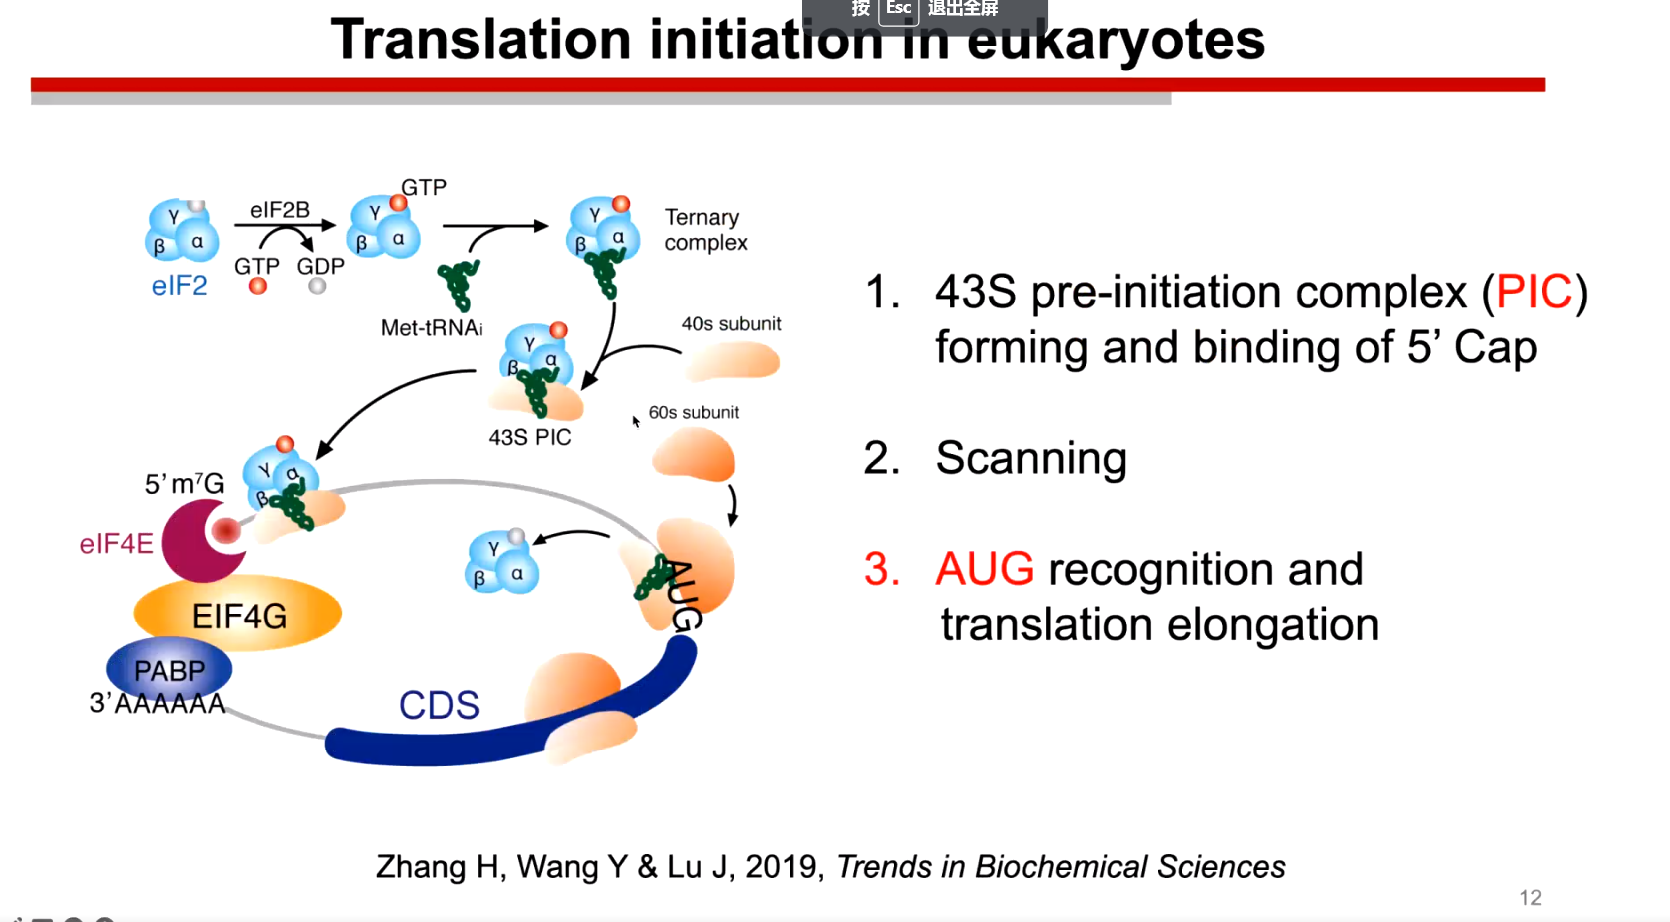 按 Esc 退出全屏
Translation initiation in eukaryotes
GTP
eIF2B
γ
β
α
eIF2
GTP GDP
γ
β
α
Met-tRNAi
γ
β
α
Ternary
complex
40s subunit
γ
β
α
43S PIC
60s subunit
5’m⁷G
γ
α
β
eIF4E
EIF4G
PABP
3’AAAAAA
γ
β
α
AUG
CDS
1. 43S pre-initiation complex (PIC)
forming and binding of 5’ Cap
2. Scanning
3. AUG recognition and
translation elongation
Zhang H, Wang Y & Lu J, 2019, Trends in Biochemical Sciences
12